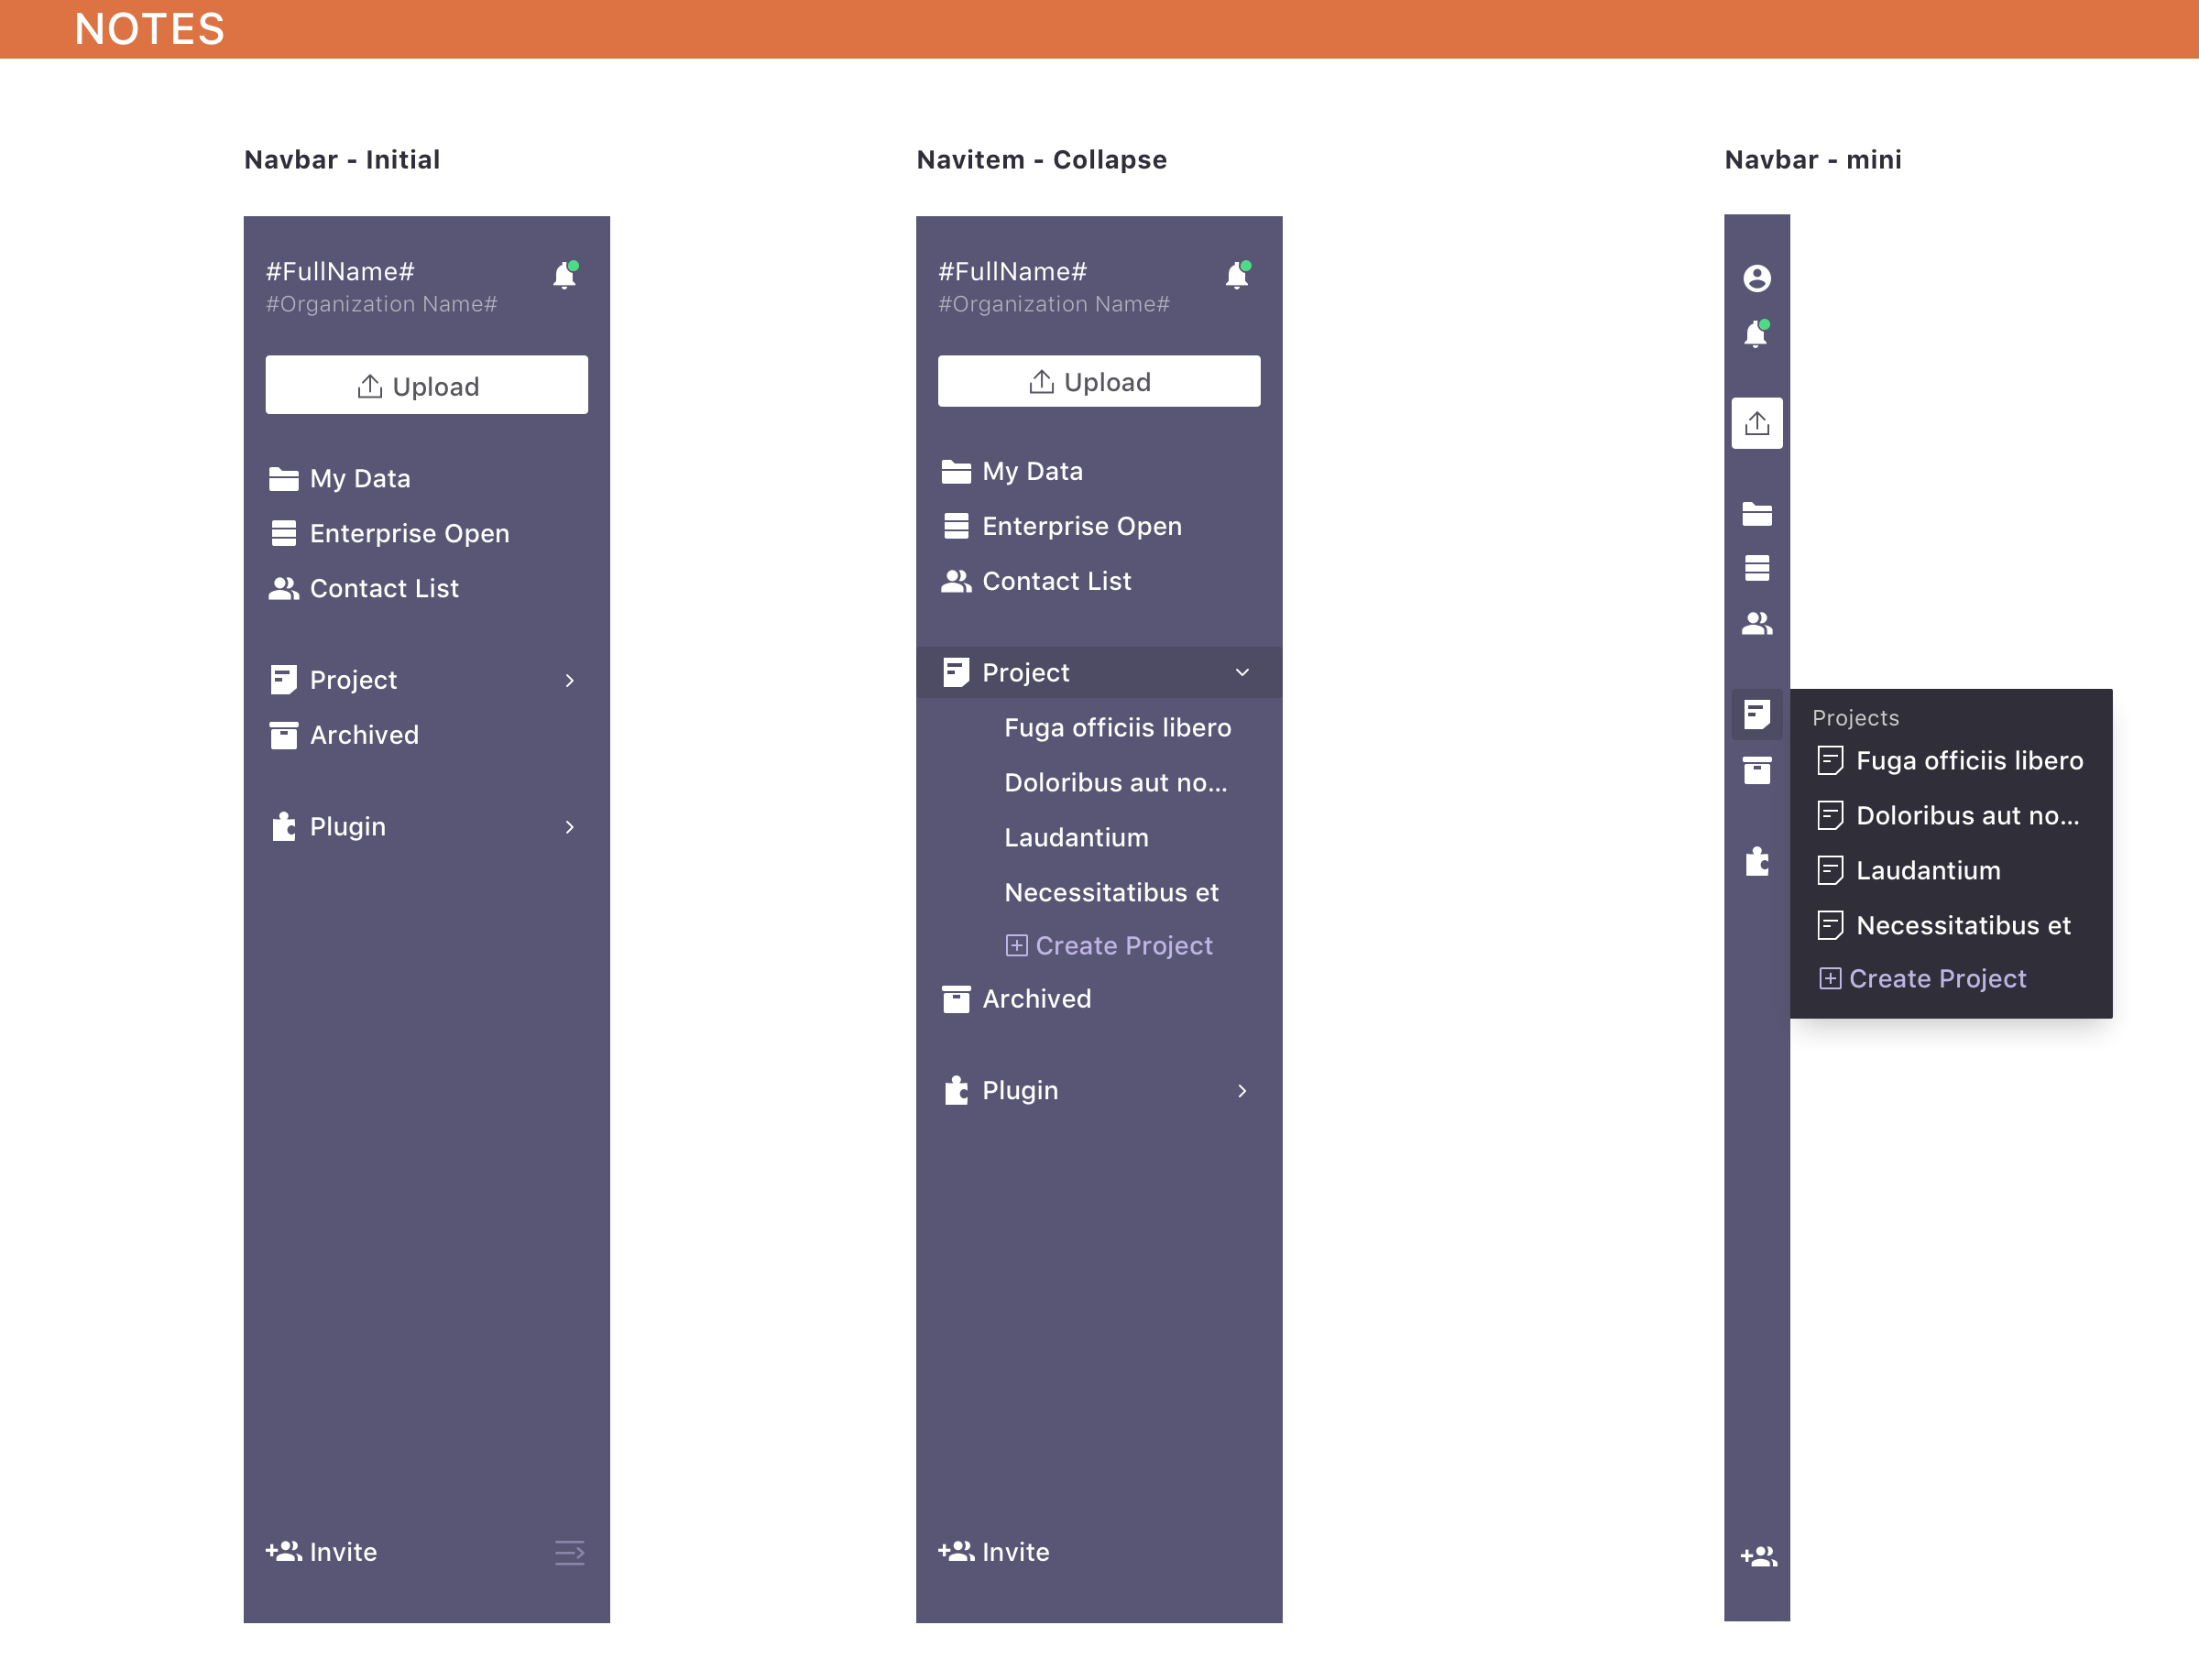 NOTES
Navbar - Initial
#FullName#
#Organization Name#
Upload
My Data
Enterprise Open
Contact List
Project
Archived
Plugin
Invite
Navitem - Collapse
#FullName#
#Organization Name#
Upload
My Data
Enterprise Open
Contact List
Project
Fuga officiis libero
Doloribus aut no...
Laudantium
Necessitatibus et
Create Project
Archived
Plugin
Invite
Navbar - mini
Projects
Fuga officiis libero
Doloribus aut no...
Laudantium
Necessitatibus et
Create Project